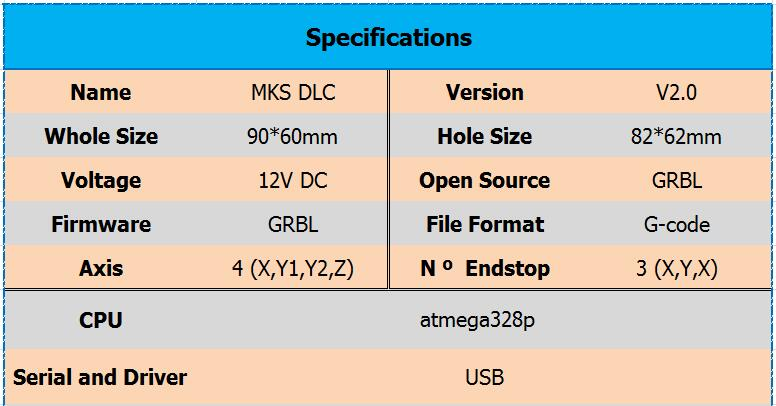 Specifications
Name MKS DLC Version V2.0
Whole Size 90*60mm Hole Size 82*62mm
Voltage 12V DC Open Source GRBL
Firmware GRBL File Format G-code
Axis 4 (X,Y1,Y2,Z) N º Endstop 3 (X,Y,X)
CPU atmega328p
Serial and Driver USB